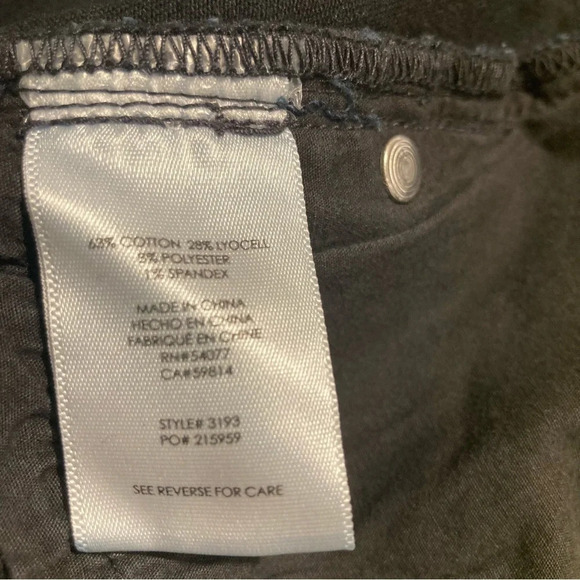 63% COTTON 28% LYOCELL
8% POLYESTER
1% SPANDEX
MADE IN CHINA
HECHO EN CHINA
FABRIQUÉ EN CHINE
RN#54077
CA#59814
STYLE# 3193
PO# 215959
SEE REVERSE FOR CARE